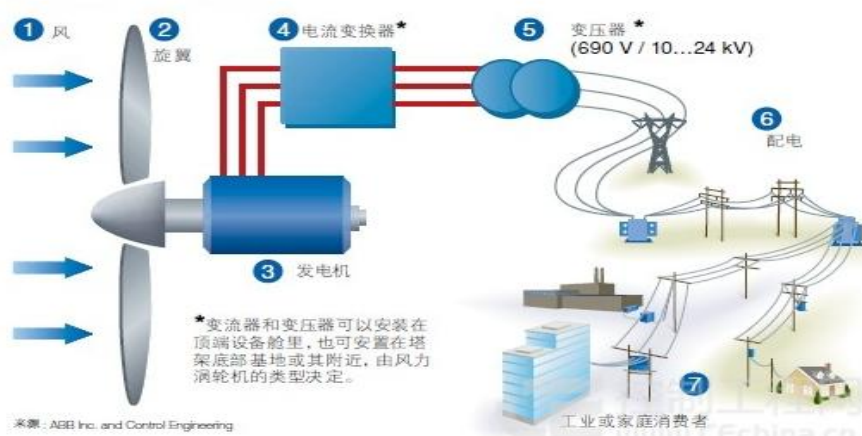 1 风
2
旋翼
4 电流变换器*
5 变压器*
(690 V / 10...24 kV)
6
配电
3 发电机
*变流器和变压器可以安装在
顶端设备舱里，也可安置在塔
架底部基地或其附近，由风力
涡轮机的类型决定。
7
工业或家庭消费者
来源：ABB Inc. and Control Engineering